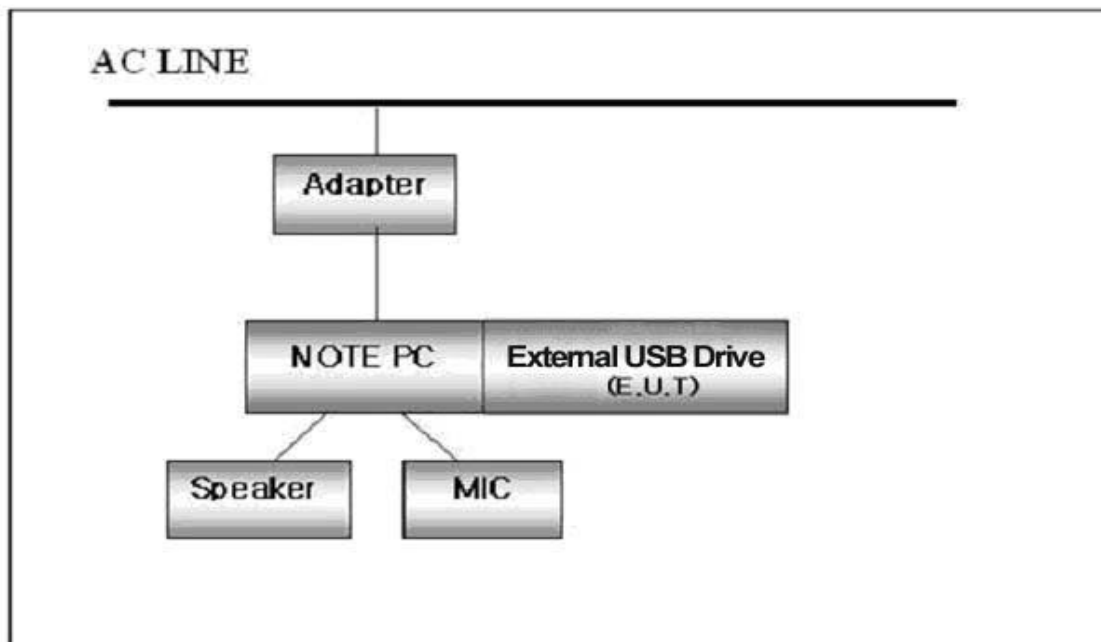 AC LINE
Adapter
NOTE PC
External USB Drive
(E.U.T)
Speaker
MIC